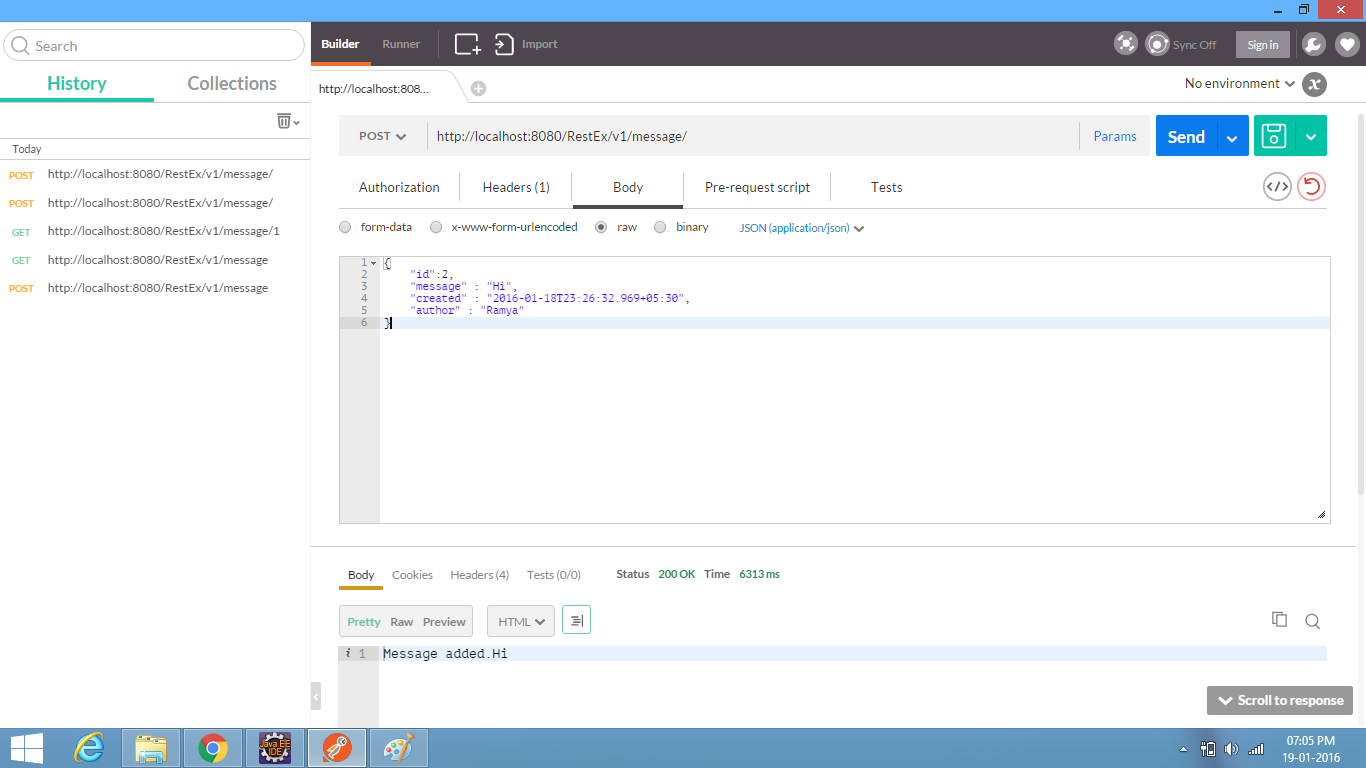 Search
History Collections
Today
POST http://localhost:8080/RestEx/v1/message/
POST http://localhost:8080/RestEx/v1/message/
GET http://localhost:8080/RestEx/v1/message/1
GET http://localhost:8080/RestEx/v1/message
POST http://localhost:8080/RestEx/v1/message
Builder Runner Import Sync Off Sign in
http://localhost:808... No environment x
POST http://localhost:8080/RestEx/v1/message/ Params Send
Authorization Headers (1) Body Pre-request script Tests </>
form-data x-www-form-urlencoded raw binary JSON (application/json)
1 {
2 "id":2,
3 "message" : "Hi",
4 "created" : "2016-01-18T23:26:32.969+05:30",
5 "author" : "Ramya"
6 }
Body Cookies Headers (4) Tests (0/0) Status 200 OK Time 6313 ms
Pretty Raw Preview HTML
i 1 Message added.Hi
Scroll to response
Java EE
IDE
07:05 PM
19-01-2016